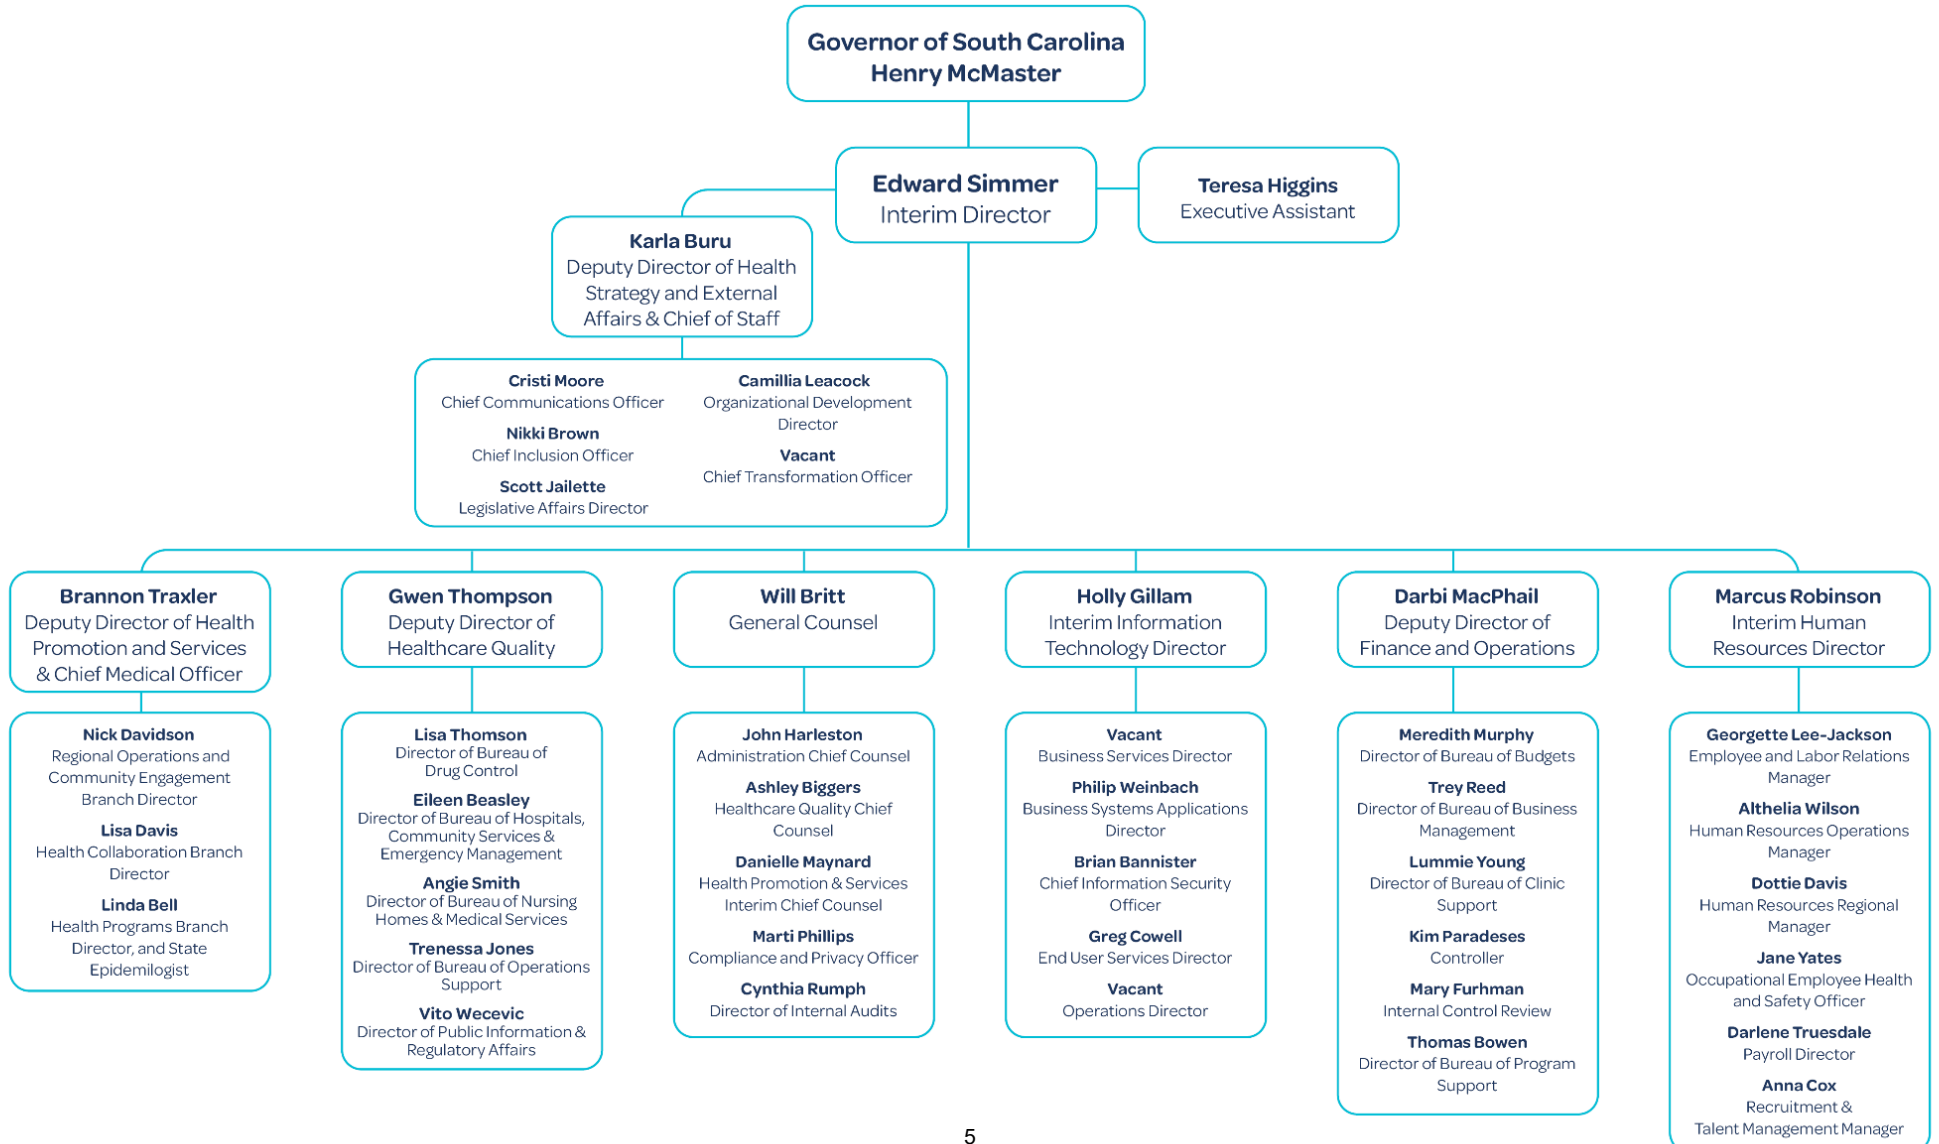 Governor of South Carolina
Henry McMaster
Edward Simmer
Interim Director
Teresa Higgins
Executive Assistant
Karla Buru
Deputy Director of Health
Strategy and External
Affairs & Chief of Staff
Cristi Moore
Chief Communications Officer
Nikki Brown
Chief Inclusion Officer
Scott Jailette
Legislative Affairs Director
Camillia Leacock
Organizational Development
Director
Vacant
Chief Transformation Officer
Brannon Traxler
Deputy Director of Health
Promotion and Services
& Chief Medical Officer
Nick Davidson
Regional Operations and
Community Engagement
Branch Director
Lisa Davis
Health Collaboration Branch
Director
Linda Bell
Health Programs Branch
Director, and State
Epidemilogist
Gwen Thompson
Deputy Director of
Healthcare Quality
Lisa Thomson
Director of Bureau of
Drug Control
Eileen Beasley
Director of Bureau of Hospitals,
Community Services &
Emergency Management
Angie Smith
Director of Bureau of Nursing
Homes & Medical Services
Trenessa Jones
Director of Bureau of Operations
Support
Vito Wecevic
Director of Public Information &
Regulatory Affairs
Will Britt
General Counsel
John Harleston
Administration Chief Counsel
Ashley Biggers
Healthcare Quality Chief
Counsel
Danielle Maynard
Health Promotion & Services
Interim Chief Counsel
Marti Phillips
Compliance and Privacy Officer
Cynthia Rumph
Director of Internal Audits
Holly Gillam
Interim Information
Technology Director
Vacant
Business Services Director
Philip Weinbach
Business Systems Applications
Director
Brian Bannister
Chief Information Security
Officer
Greg Cowell
End User Services Director
Vacant
Operations Director
Darbi MacPhail
Deputy Director of
Finance and Operations
Meredith Murphy
Director of Bureau of Budgets
Trey Reed
Director of Bureau of Business
Management
Lummie Young
Director of Bureau of Clinic
Support
Kim Paradeses
Controller
Mary Furhman
Internal Control Review
Thomas Bowen
Director of Bureau of Program
Support
Marcus Robinson
Interim Human
Resources Director
Georgette Lee-Jackson
Employee and Labor Relations
Manager
Althelia Wilson
Human Resources Operations
Manager
Dottie Davis
Human Resources Regional
Manager
Jane Yates
Occupational Employee Health
and Safety Officer
Darlene Truesdale
Payroll Director
Anna Cox
Recruitment &
Talent Management Manager
5